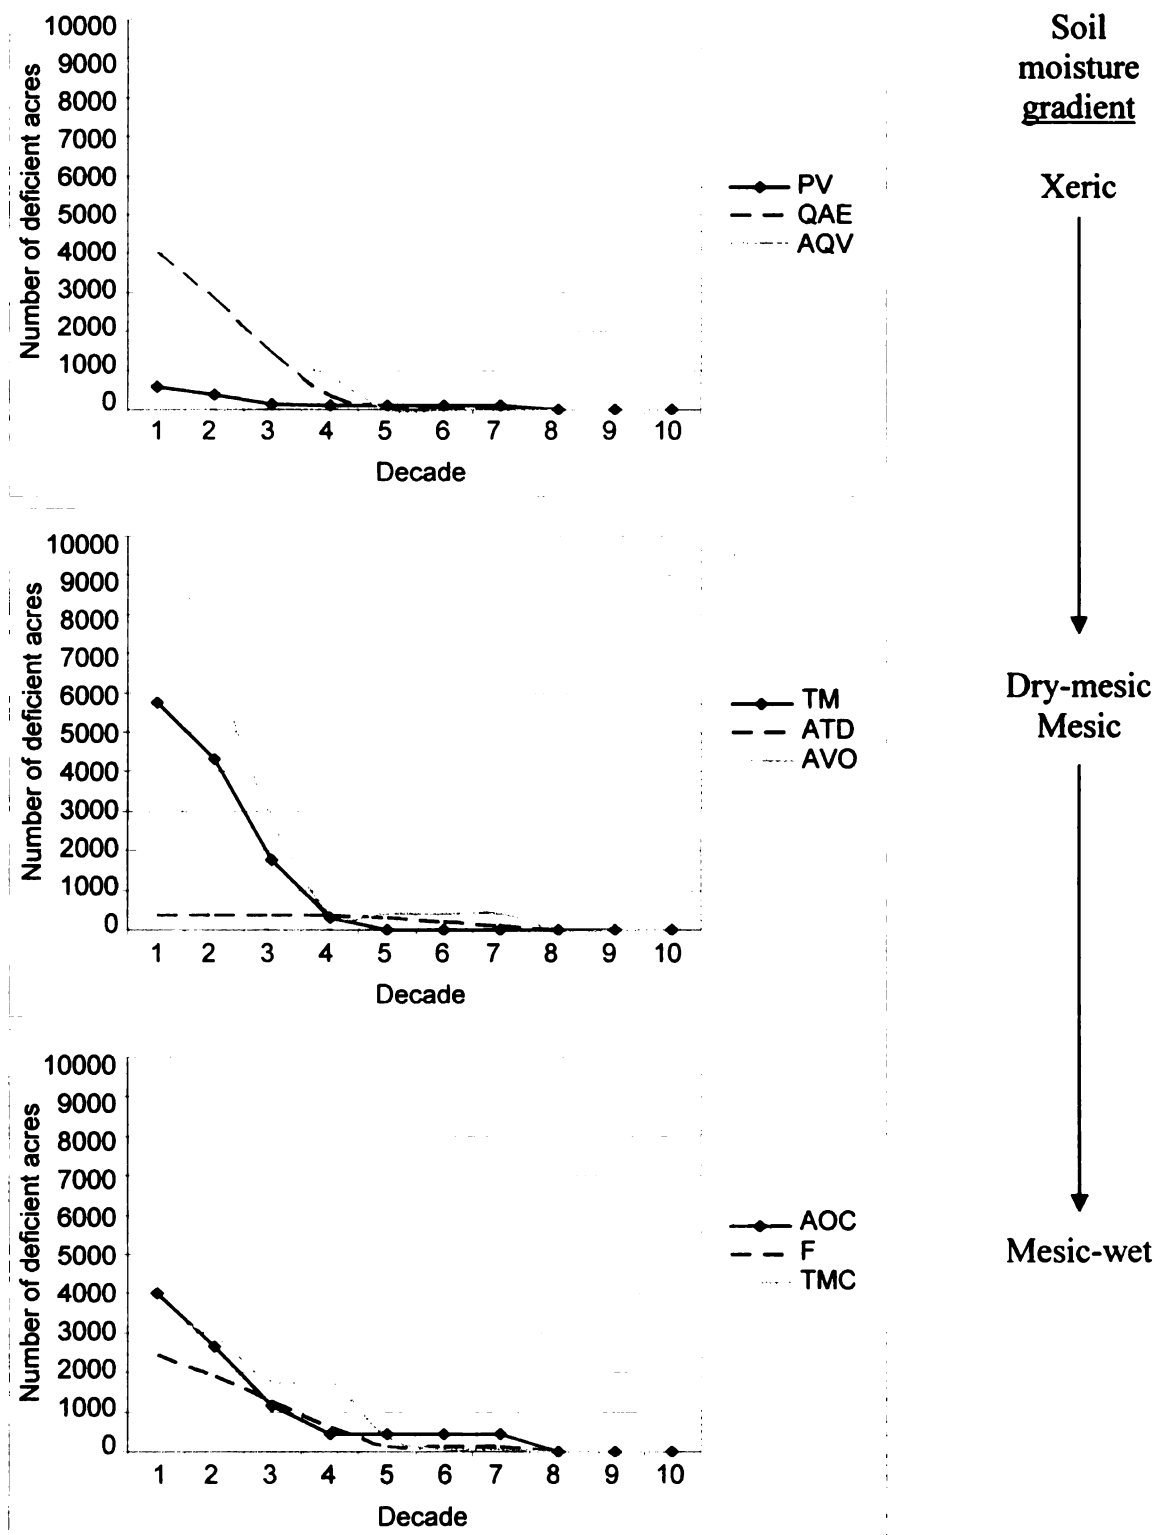 10000
9000
8000
7000
6000
5000
4000
3000
2000
1000
0
Number of deficient acres
1 2 3 4 5 6 7 8 9 10
Decade
PV
QAE
AQV
10000
9000
8000
7000
6000
5000
4000
3000
2000
1000
0
Number of deficient acres
1 2 3 4 5 6 7 8 9 10
Decade
TM
ATD
AVO
10000
9000
8000
7000
6000
5000
4000
3000
2000
1000
0
Number of deficient acres
1 2 3 4 5 6 7 8 9 10
Decade
AOC
F
TMC
Soil
moisture
gradient
Xeric
Dry-mesic
Mesic
Mesic-wet